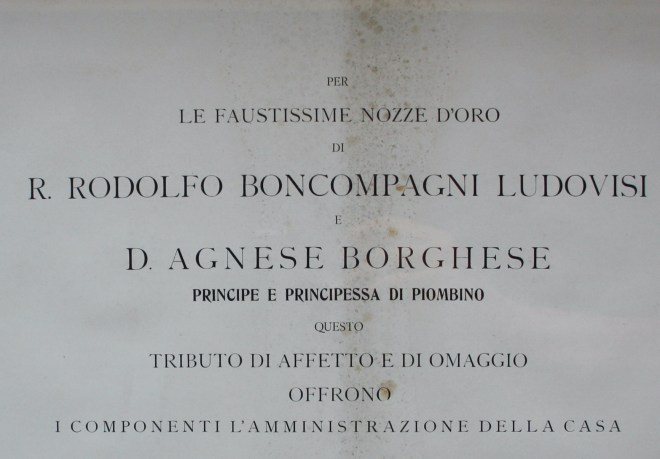 PER
LE FAUSTISSIME NOZZE D'ORO
DI
R. RODOLFO BONCOMPAGNI LUDOVISI
E
D. AGNESE BORGHESE
PRINCIPE E PRINCIPESSA DI PIOMBINO
QUESTO
TRIBUTO DI AFFETTO E DI OMAGGIO
OFFRONO
I COMPONENTI L'AMMINISTRAZIONE DELLA CASA